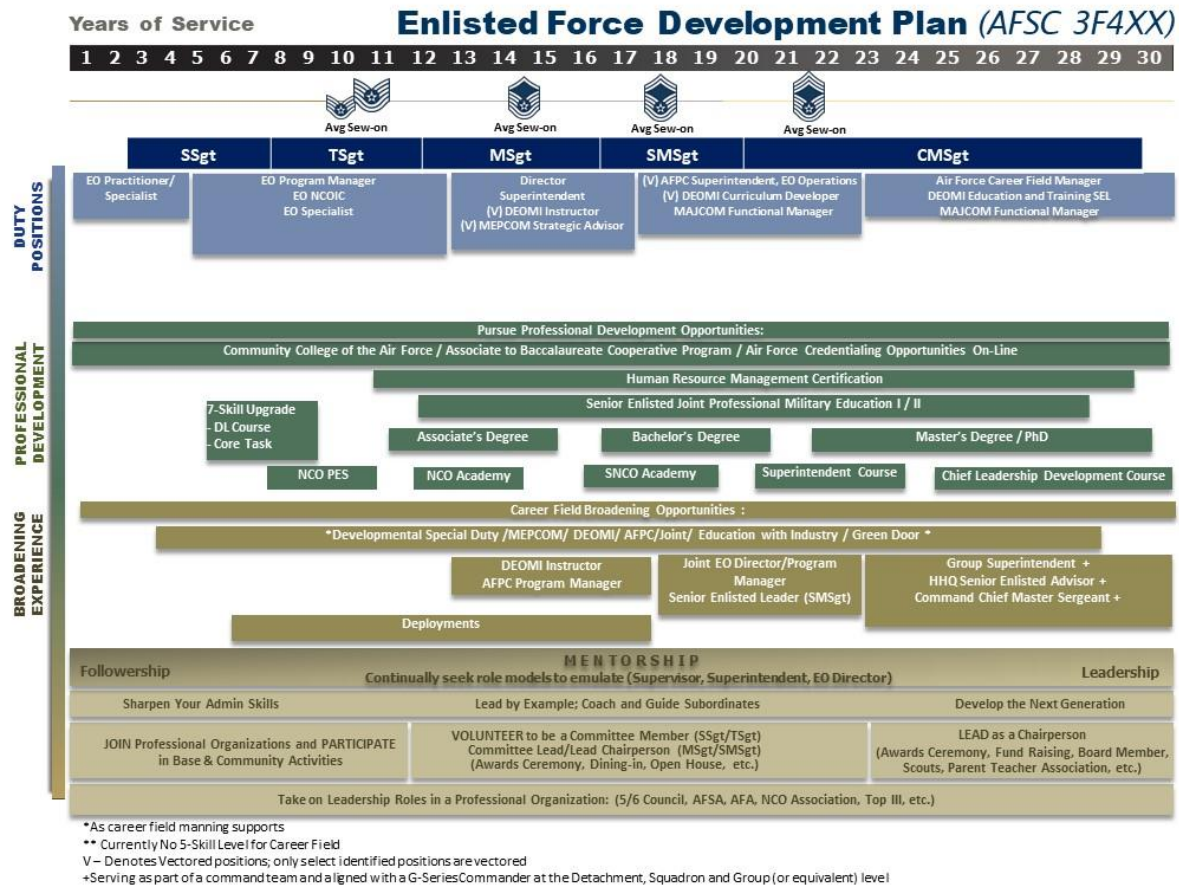 Years of Service
Enlisted Force Development Plan (AFSC 3F4XX)
1 2 3 4 5 6 7 8 9 10 11 12 13 14 15 16 17 18 19 20 21 22 23 24 25 26 27 28 29 30
Avg Sew-on
Avg Sew-on
Avg Sew-on
Avg Sew-on
SSgt
TSgt
MSgt
SMSgt
CMSgt
DUTY
POSITIONS
EO Practitioner/
Specialist
EO Program Manager
EO NCOIC
EO Specialist
Director
Superintendent
(V) DEOMI Instructor
(V) MEPCOM Strategic Advisor
(V) AFPC Superintendent, EO Operations
(V) DEOMI Curriculum Developer
MAJCOM Functional Manager
Air Force Career Field Manager
DEOMI Education and Training SEL
MAJCOM Functional Manager
PROFESSIONAL
DEVELOPMENT
Pursue Professional Development Opportunities:
Community College of the Air Force / Associate to Baccalaureate Cooperative Program / Air Force Credentialing Opportunities On-Line
Human Resource Management Certification
Senior Enlisted Joint Professional Military Education I / II
7-Skill Upgrade
- DL Course
- Core Task
Associate's Degree
Bachelor's Degree
Master's Degree / PhD
NCO PES
NCO Academy
SNCO Academy
Superintendent Course
Chief Leadership Development Course
BROADENING
EXPERIENCE
Career Field Broadening Opportunities :
*Developmental Special Duty /MEPCOM/ DEOMI/ AFPC/Joint/ Education with Industry / Green Door *
DEOMI Instructor
AFPC Program Manager
Joint EO Director/Program
Manager
Senior Enlisted Leader (SMSgt)
Group Superintendent +
HHQ Senior Enlisted Advisor +
Command Chief Master Sergeant +
Deployments
Followership
MENTORSHIP
Continually seek role models to emulate (Supervisor, Superintendent, EO Director)
Leadership
Sharpen Your Admin Skills
Lead by Example; Coach and Guide Subordinates
Develop the Next Generation
JOIN Professional Organizations and PARTICIPATE
in Base & Community Activities
VOLUNTEER to be a Committee Member (SSgt/TSgt)
Committee Lead/Lead Chairperson (MSgt/SMSgt)
(Awards Ceremony, Dining-in, Open House, etc.)
LEAD as a Chairperson
(Awards Ceremony, Fund Raising, Board Member,
Scouts, Parent Teacher Association, etc.)
Take on Leadership Roles in a Professional Organization: (5/6 Council, AFSA, AFA, NCO Association, Top III, etc.)
*As career field manning supports
** Currently No 5-Skill Level for Career Field
V – Denotes Vectored positions; only select identified positions are vectored
+Serving as part of a command team and aligned with a G-Series Commander at the Detachment, Squadron and Group (or equivalent) level